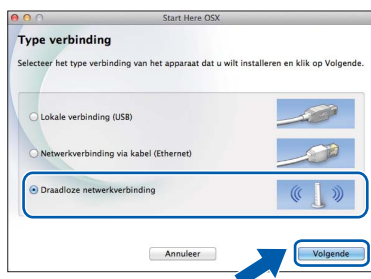 Start Here OSX
Type verbinding
Selecteer het type verbinding van het apparaat dat u wilt installeren en klik op Volgende.
Lokale verbinding (USB)
Netwerkverbinding via kabel (Ethernet)
Draadloze netwerkverbinding
Annuleer
Volgende